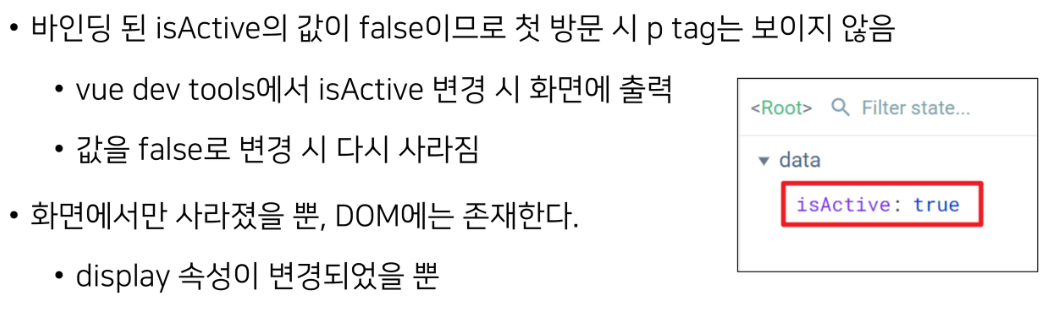 • 바인딩 된 isActive의 값이 false이므로 첫 방문 시 p tag는 보이지 않음
• vue dev tools에서 isActive 변경 시 화면에 출력
• 값을 false로 변경 시 다시 사라짐
• 화면에서만 사라졌을 뿐, DOM에는 존재한다.
• display 속성이 변경되었을 뿐
<Root> Filter state...
▼ data
isActive: true